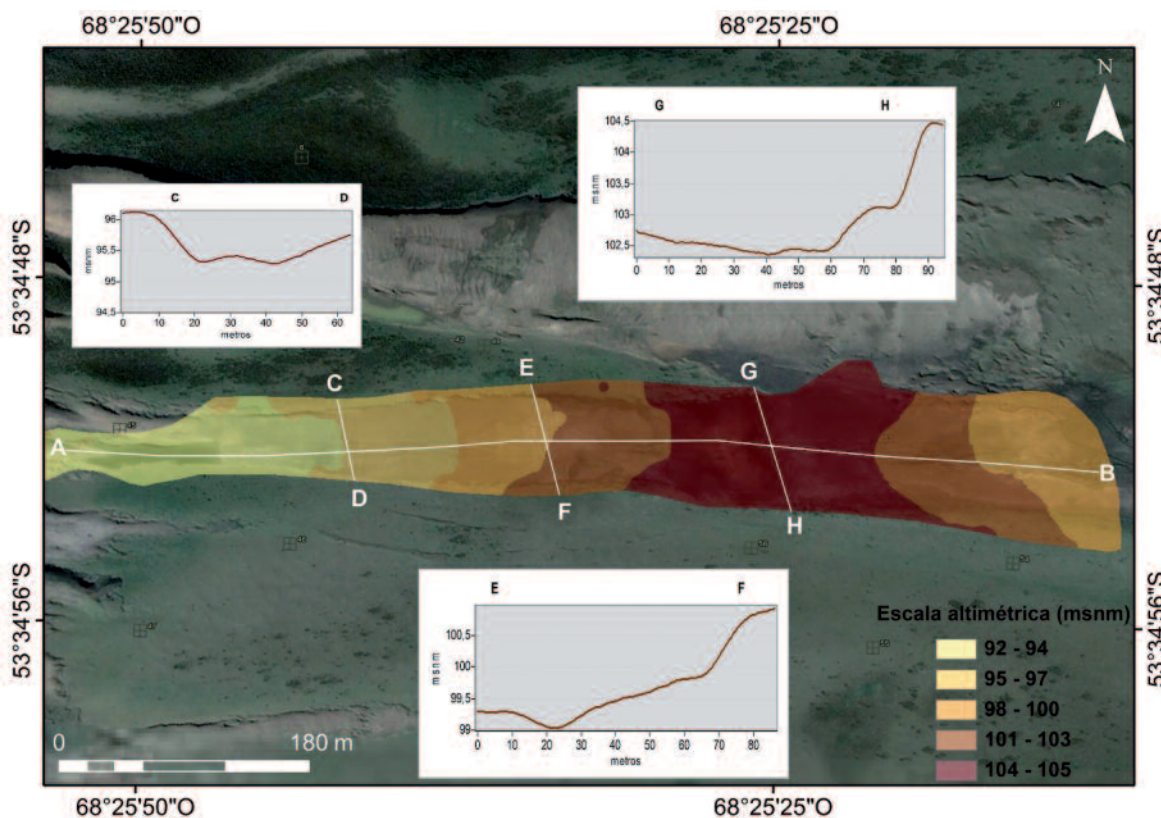 68°25'50"O
68°25'25"O
N
53°34'48"S
53°34'48"S
G
H
104,5
104
103,5
103
102,5
0 10 20 30 40 50 60 70 80 90
msnm
metros
C
D
96
95,5
95
94,5
0 10 20 30 40 50 60
msnm
metros
A
C
D
E
F
G
H
B
53°34'56"S
53°34'56"S
E
F
100,5
100
99,5
99
0 10 20 30 40 50 60 70 80
msnm
metros
Escala altimétrica (msnm)
92 - 94
95 - 97
98 - 100
101 - 103
104 - 105
0 180 m
68°25'50"O
68°25'25"O